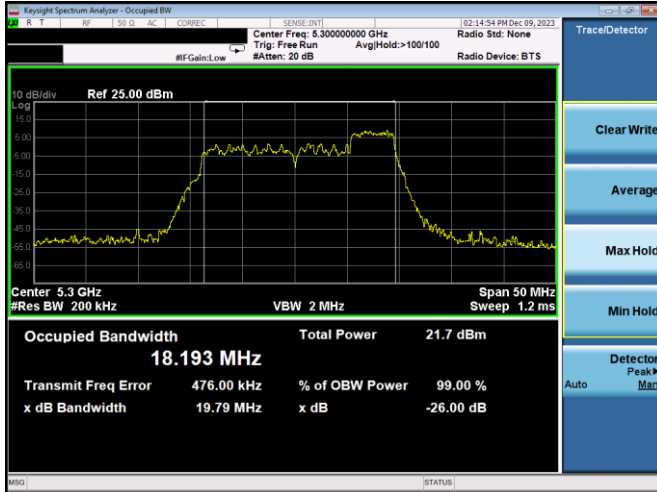 Keysight Spectrum Analyzer - Occupied BW
LXI R T RF 50 Ω AC CORREC SENSE:INT 02:14:54 PM Dec 09, 2023
Center Freq: 5.300000000 GHz Radio Std: None
Trig: Free Run Avg|Hold:>100/100
#IFGain:Low #Atten: 20 dB Radio Device: BTS
Trace/Detector
10 dB/div Ref 25.00 dBm
Log
15.0
5.00
-5.00
-15.0
-25.0
-35.0
-45.0
-55.0
-65.0
Center 5.3 GHz Span 50 MHz
#Res BW 200 kHz VBW 2 MHz Sweep 1.2 ms
Occupied Bandwidth Total Power 21.7 dBm
18.193 MHz
Transmit Freq Error 476.00 kHz % of OBW Power 99.00 %
x dB Bandwidth 19.79 MHz x dB -26.00 dB
Clear Write
Average
Max Hold
Min Hold
Detector
Peak▶
Auto Man
MSG STATUS